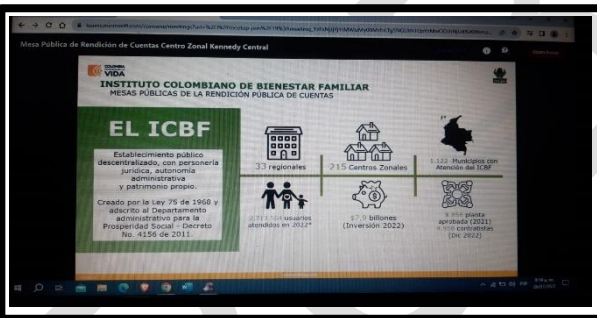 Mesa Pública de Rendición de Cuentas Centro Zonal Kennedy Central
COLOMBIA
VIDA
INSTITUTO COLOMBIANO DE BIENESTAR FAMILIAR
MESAS PÚBLICAS DE LA RENDICIÓN PÚBLICA DE CUENTAS
EL ICBF
Establecimiento público
descentralizado, con personería
jurídica, autonomía
administrativa
y patrimonio propio.
Creado por la Ley 75 de 1968 y
adscrito al Departamento
administrativo para la
Prosperidad Social - Decreto
No. 4156 de 2011.
33 regionales
215 Centros Zonales
1.122 Municipios con
Atención del ICBF
usuarios
atendidos en 2022*
billones
(Inversión 2022)
planta
aprobada (2021)
contratistas
(Dic 2022)